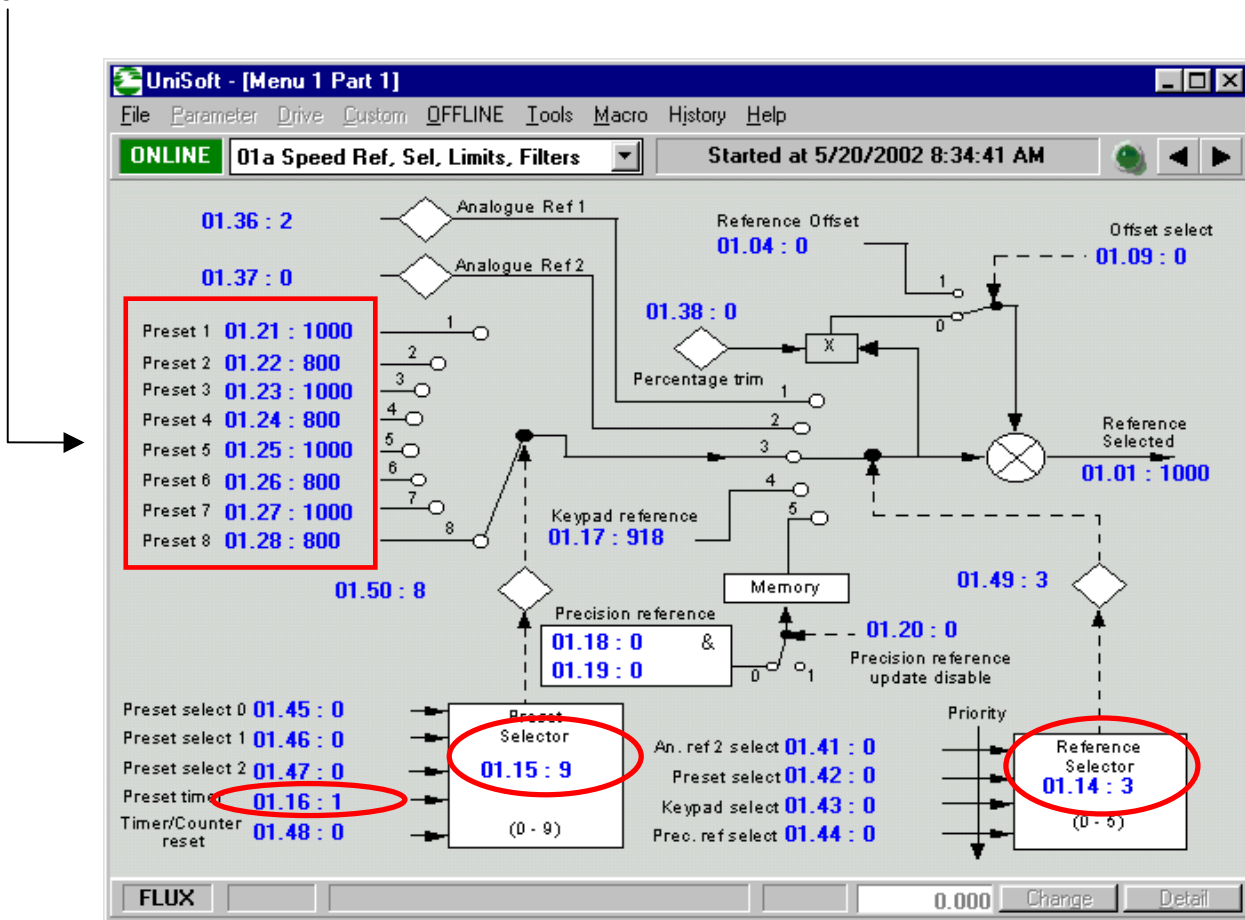 UniSoft - [Menu 1 Part 1]
File Parameter Drive Custom OFFLINE Tools Macro History Help
ONLINE 01a Speed Ref, Sel, Limits, Filters Started at 5/20/2002 8:34:41 AM
01.36 : 2
Analogue Ref 1
Reference Offset
01.04 : 0
Offset select
01.09 : 0
01.37 : 0
Analogue Ref 2
1
0
01.38 : 0
X
Percentage trim
Preset 1 01.21 : 1000 1
Preset 2 01.22 : 800 2
Preset 3 01.23 : 1000 3
Preset 4 01.24 : 800 4
Preset 5 01.25 : 1000 5
Preset 6 01.26 : 800 6
Preset 7 01.27 : 1000 7
Preset 8 01.28 : 800 8
1
2
3
4
5
Reference
Selected
01.01 : 1000
Keypad reference
01.17 : 918
01.50 : 8
Memory
01.49 : 3
Precision reference
01.18 : 0 &
01.19 : 0
0 1
01.20 : 0
Precision reference
update disable
Preset select 0 01.45 : 0
Preset select 1 01.46 : 0
Preset select 2 01.47 : 0
Preset timer 01.16 : 1
Timer/Counter
reset 01.48 : 0
Preset
Selector
01.15 : 9
(0 - 9)
Priority
An. ref 2 select 01.41 : 0
Preset select 01.42 : 0
Keypad select 01.43 : 0
Prec. ref select 01.44 : 0
Reference
Selector
01.14 : 3
(0 - 5)
FLUX 0.000 Change Detail